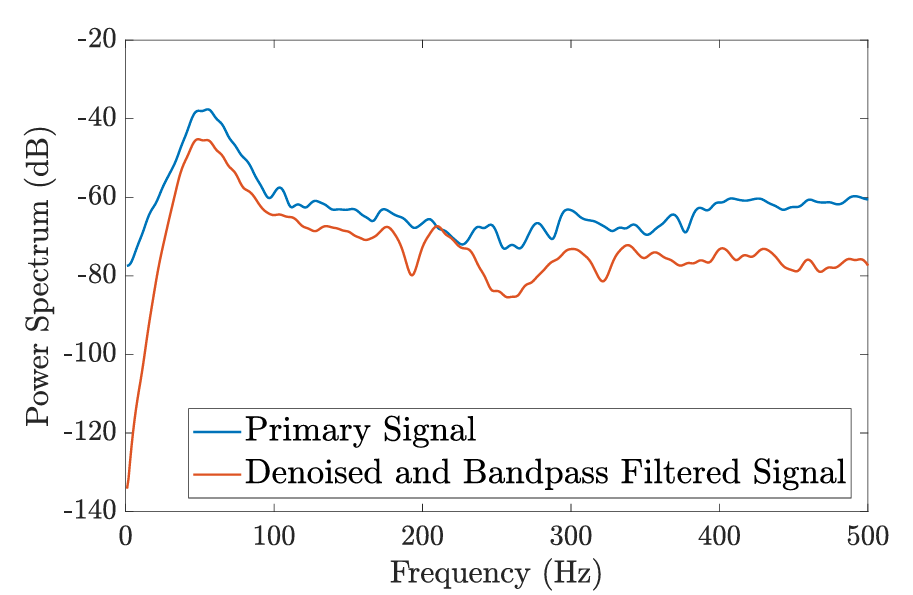 -20
-40
-60
-80
-100
-120
-140
Power Spectrum (dB)
Primary Signal
Denoised and Bandpass Filtered Signal
0 100 200 300 400 500
Frequency (Hz)